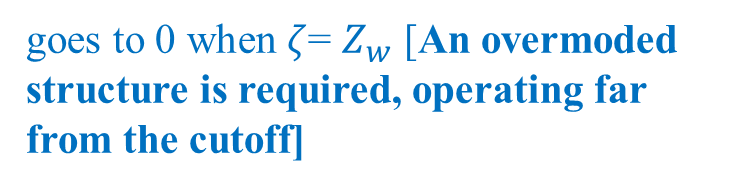 goes to 0 when ζ= Z_w [An overmoded
structure is required, operating far
from the cutoff]